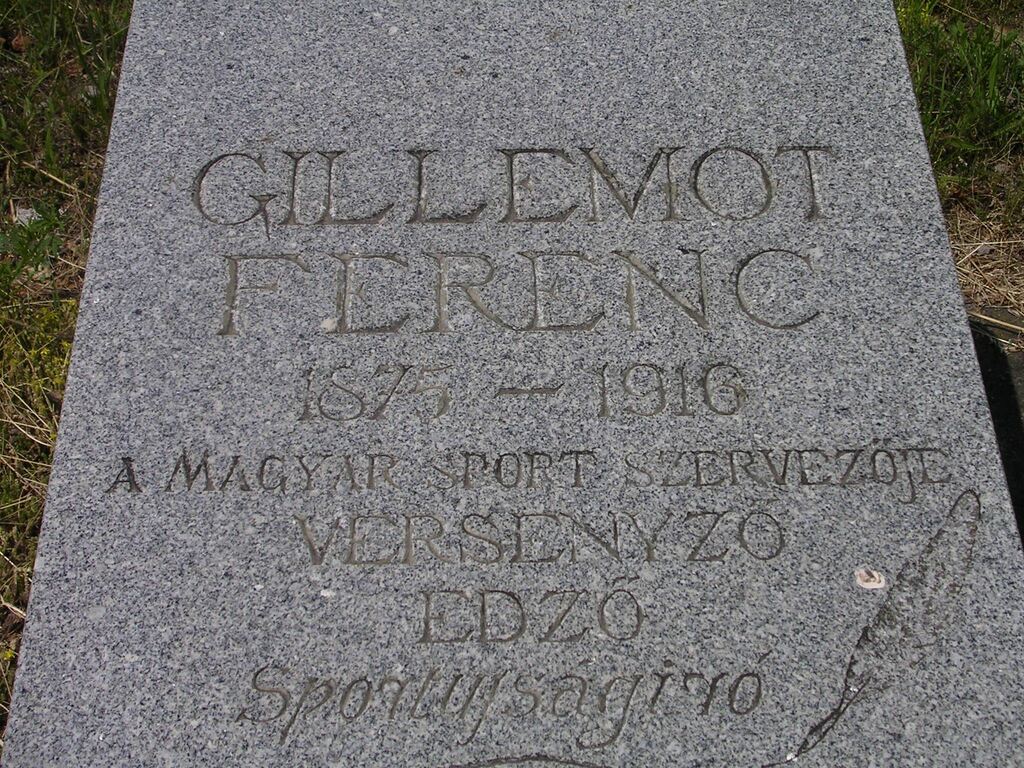 GILLEMOT
FERENC
1875 – 1916
A MAGYAR SPORT SZERVEZŐJE
VERSENYZŐ
EDZŐ
Sportujságiró